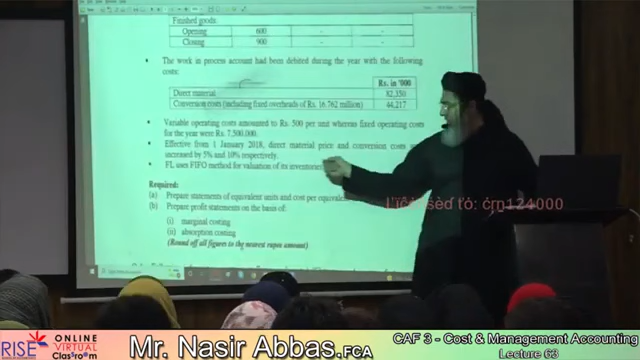 Finished goods:
Opening 600 - -
Closing 900 - -
• The work in process account had been debited during the year with the following
costs:
Rs. in '000
Direct material 82,350
Conversion costs (including fixed overheads of Rs. 16.762 million) 44,217
• Variable operating costs amounted to Rs. 500 per unit whereas fixed operating costs
for the year were Rs. 7,500,000.
• Effective from 1 January 2018, direct material price and conversion costs
increased by 5% and 10% respectively.
• FL uses FIFO method for valuation of its inventories
Required:
(a) Prepare statements of equivalent units and cost per
(b) Prepare profit statements on the basis of:
(i) marginal costing
(ii) absorption costing
(Round off all figures to the nearest rupee amount)
RISE
ONLINE
VIRTUAL
Classroom
Mr. Nasir Abbas.FCA
CAF 3 - Cost & Management Accounting
Lecture 63